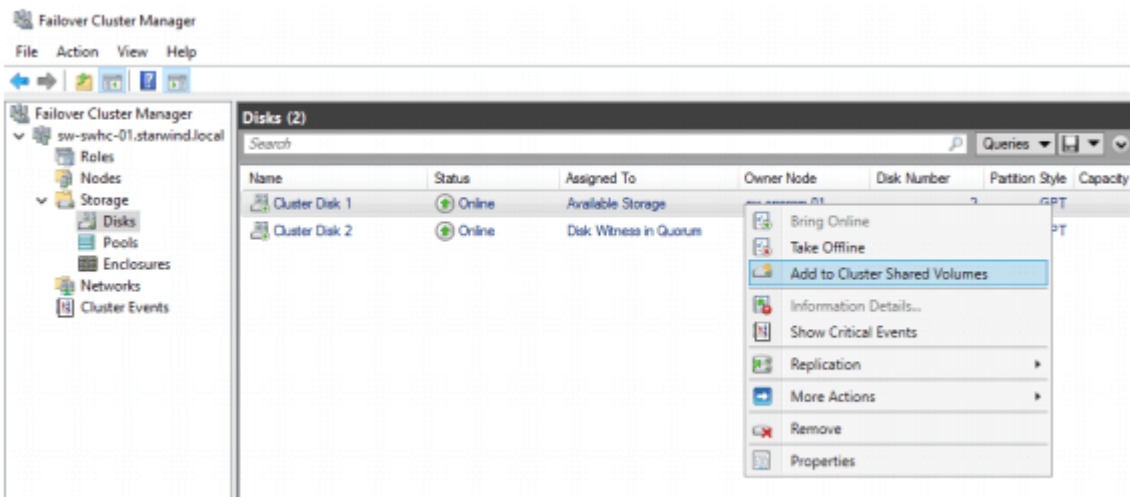 Failover Cluster Manager
File Action View Help
Failover Cluster Manager
sw-swhc-01.starwind.local
Roles
Nodes
Storage
Disks
Pools
Enclosures
Networks
Cluster Events
Disks (2)
Search
Queries
Name Status Assigned To Owner Node Disk Number Partition Style Capacity
Cluster Disk 1 Online Available Storage GPT
Cluster Disk 2 Online Disk Witness in Quorum PT
Bring Online
Take Offline
Add to Cluster Shared Volumes
Information Details...
Show Critical Events
Replication
More Actions
Remove
Properties